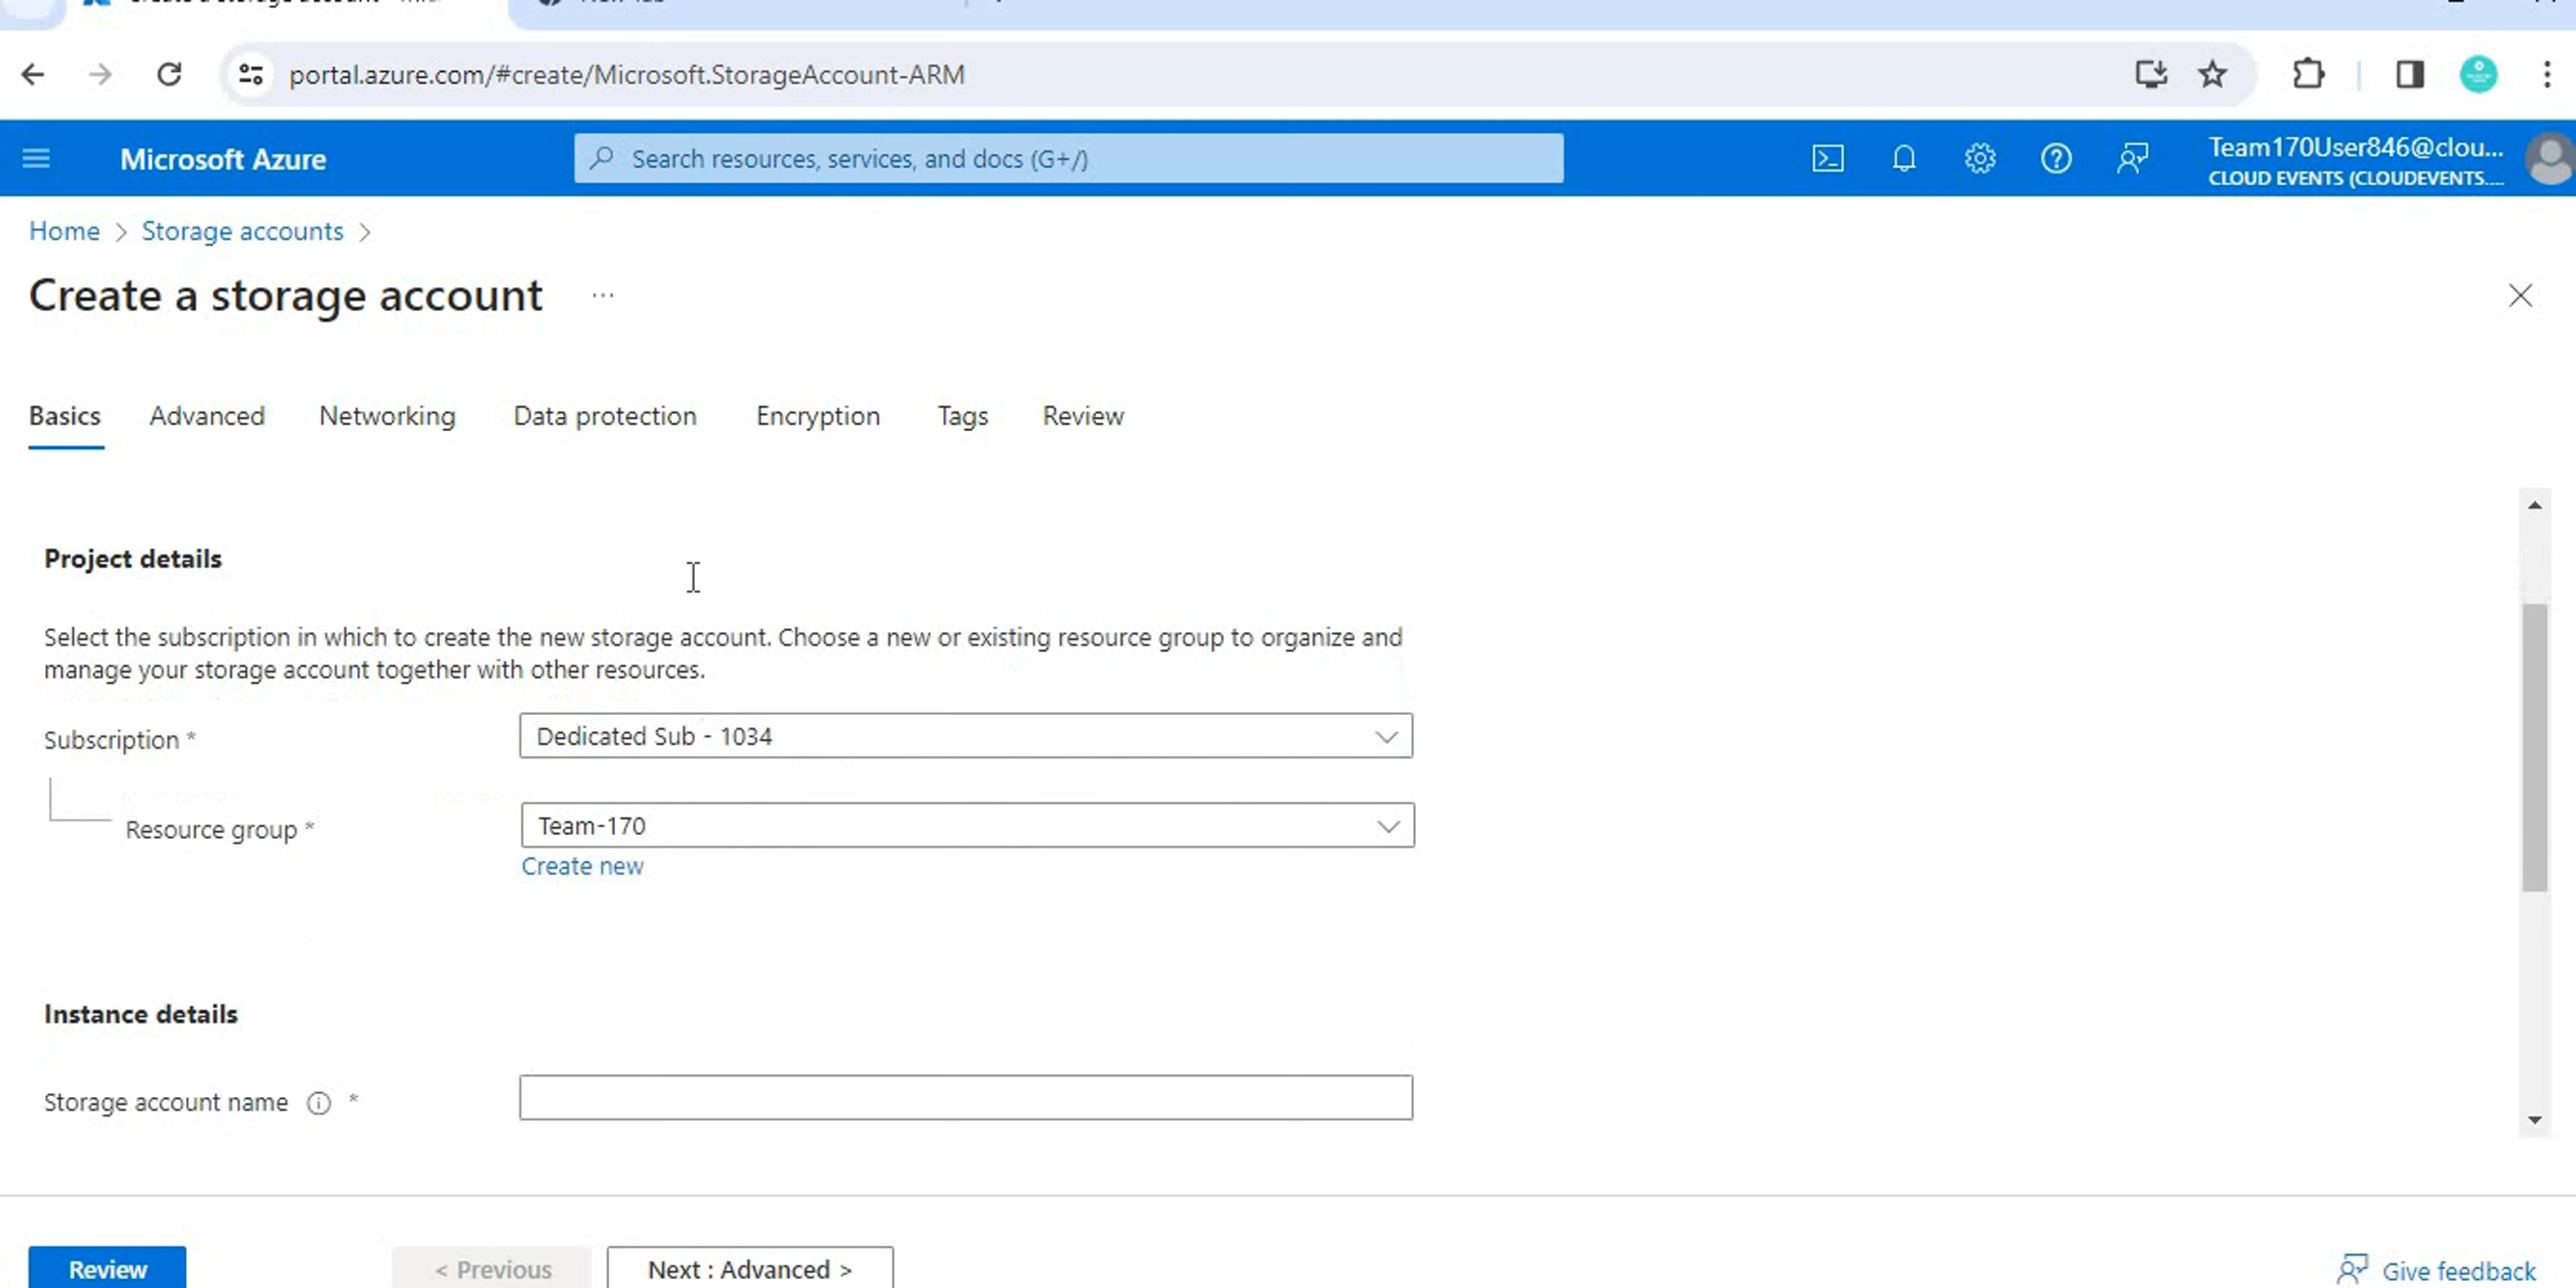 portal.azure.com/#create/Microsoft.StorageAccount-ARM
Microsoft Azure
Search resources, services, and docs (G+/)
Team170User846@clou...
CLOUD EVENTS (CLOUDEVENTS....
Home > Storage accounts >
Create a storage account ...
Basics Advanced Networking Data protection Encryption Tags Review
Project details
Select the subscription in which to create the new storage account. Choose a new or existing resource group to organize and
manage your storage account together with other resources.
Subscription *
Dedicated Sub - 1034
Resource group *
Team-170
Create new
Instance details
Storage account name *
Review
< Previous
Next : Advanced >
Give feedback